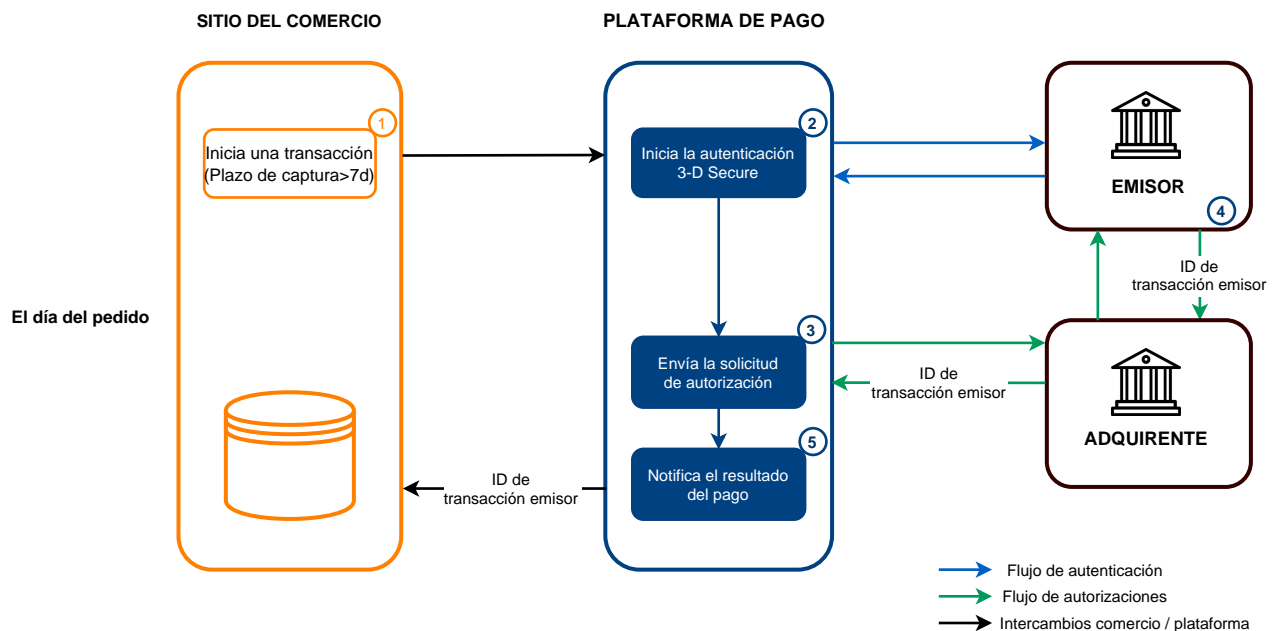 SITIO DEL COMERCIO
PLATAFORMA DE PAGO
1
Inicia una transacción
(Plazo de captura>7d)
2
Inicia la autenticación
3-D Secure
EMISOR
4
ID de
transacción emisor
El día del pedido
3
Envía la solicitud
de autorización
ID de
transacción emisor
ADQUIRENTE
5
Notifica el resultado
del pago
ID de
transacción emisor
Flujo de autenticación
Flujo de autorizaciones
Intercambios comercio / plataforma